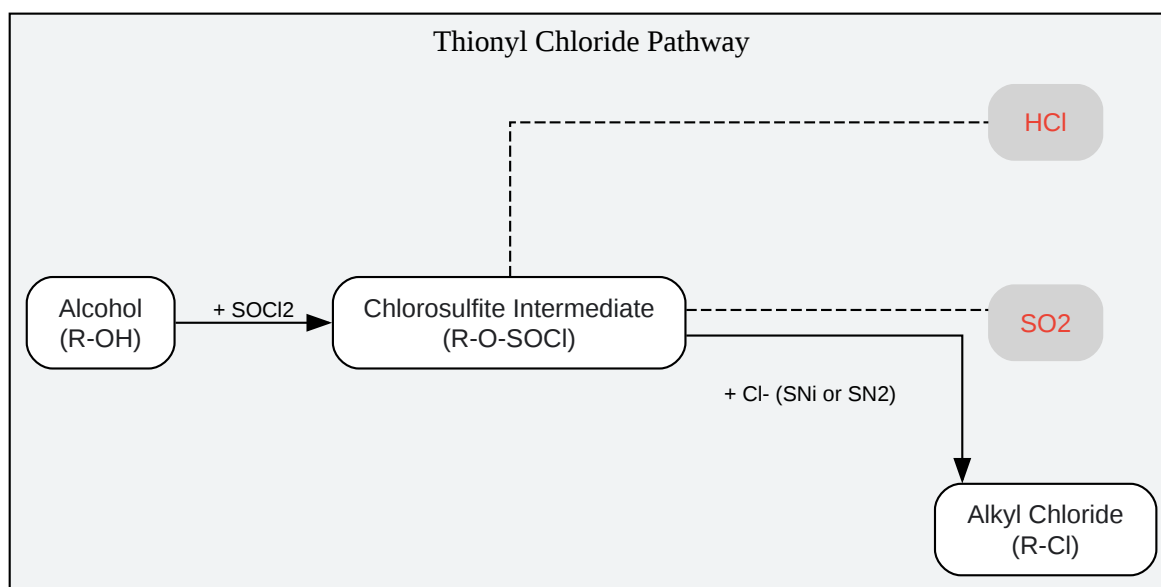 Thionyl Chloride Pathway
HCl
Alcohol
(R-OH)
+ SOCl2
Chlorosulfite Intermediate
(R-O-SOCl)
SO2
+ Cl- (SNi or SN2)
Alkyl Chloride
(R-Cl)